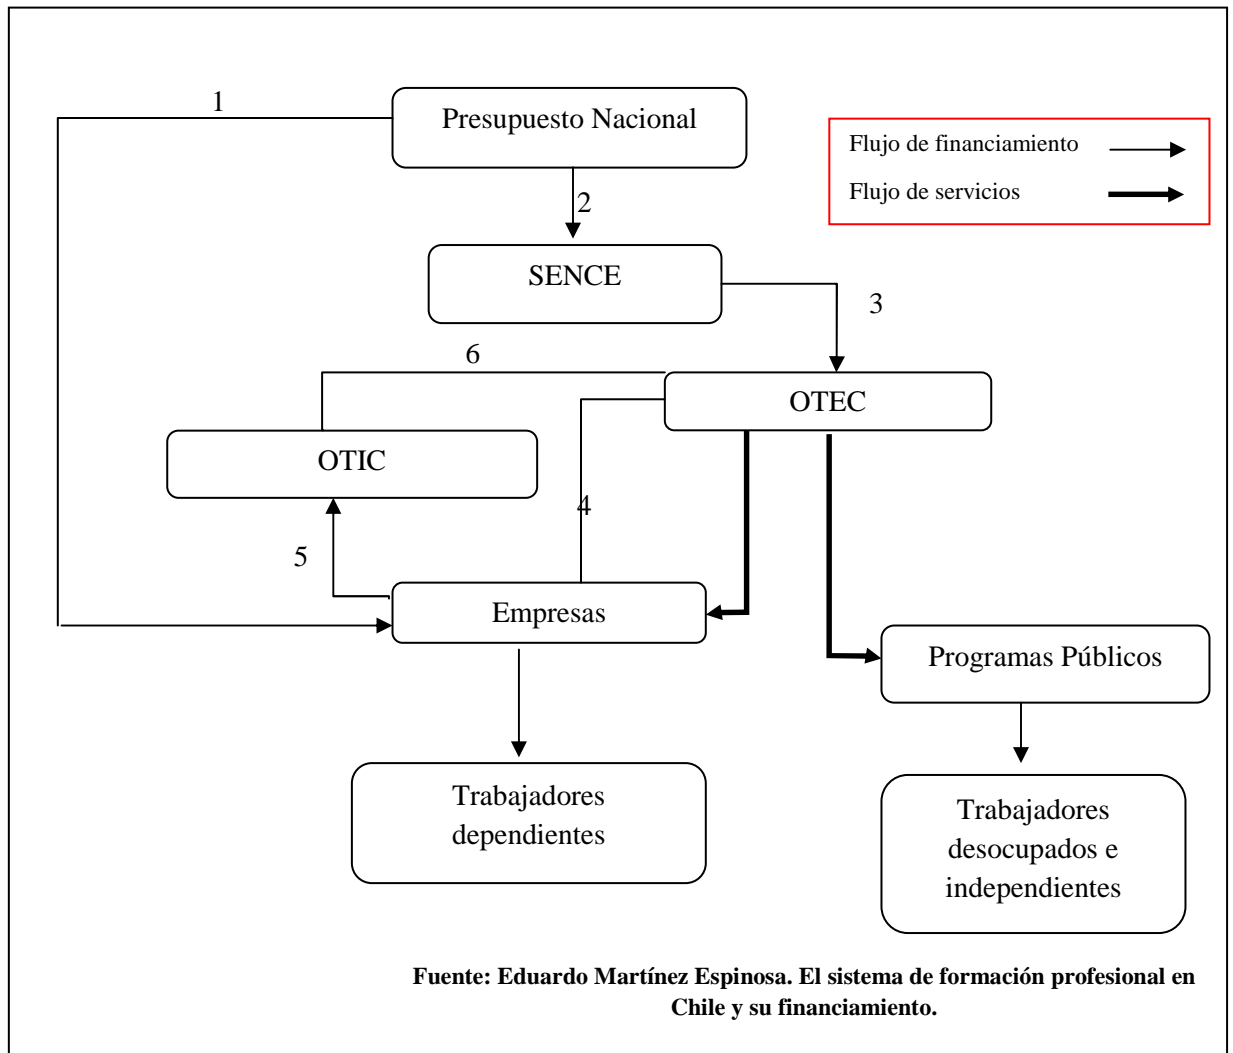 1
Presupuesto Nacional
Flujo de financiamiento
Flujo de servicios
2
SENCE
3
6
OTEC
OTIC
4
5
Empresas
Programas Públicos
Trabajadores
dependientes
Trabajadores
desocupados e
independientes
Fuente: Eduardo Martínez Espinosa. El sistema de formación profesional en
Chile y su financiamiento.